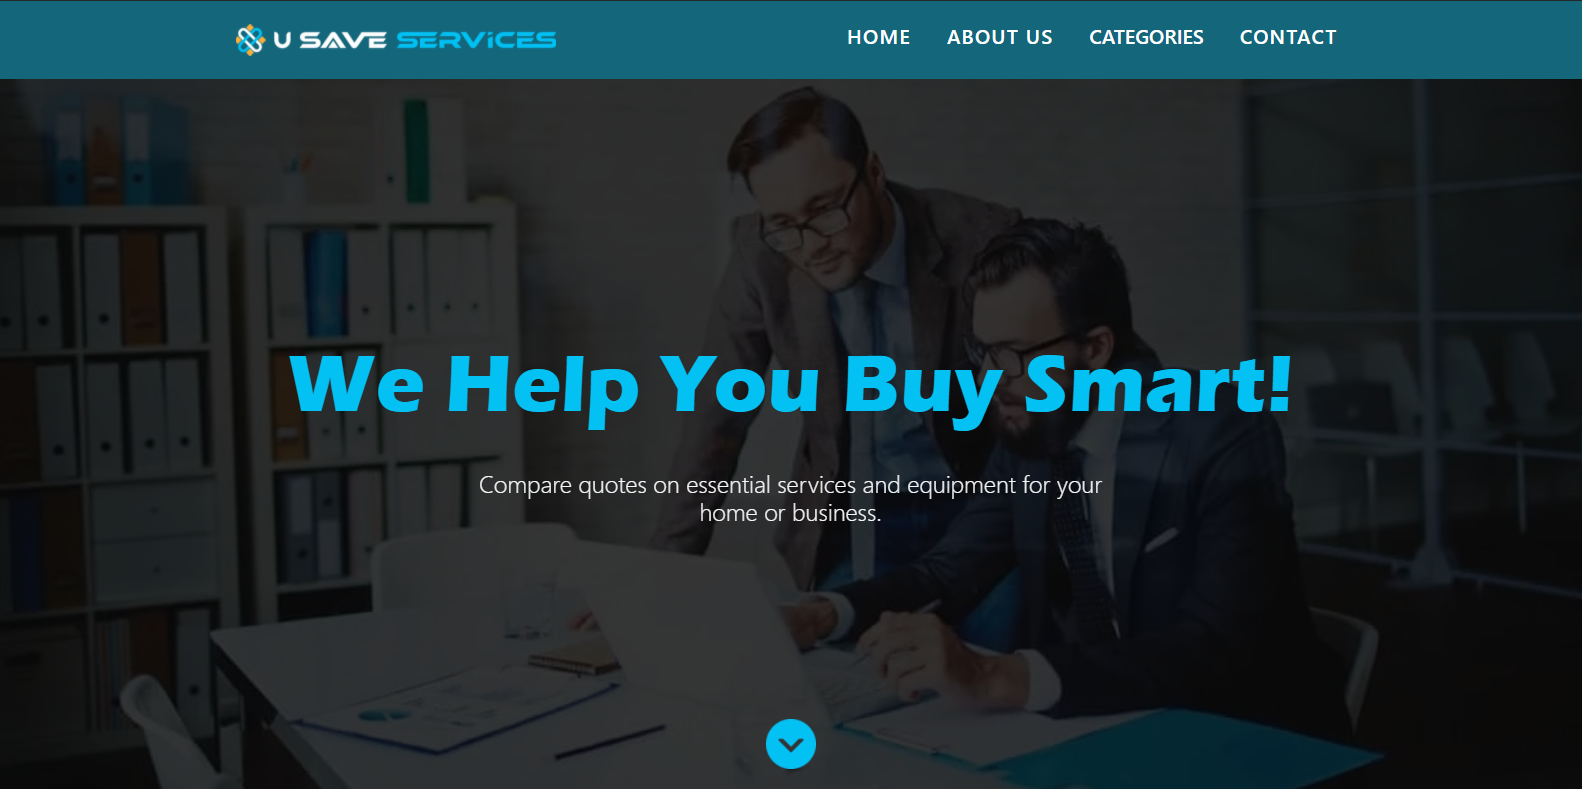 U SAVE SERVICES
HOME ABOUT US CATEGORIES CONTACT
We Help You Buy Smart!
Compare quotes on essential services and equipment for your
home or business.